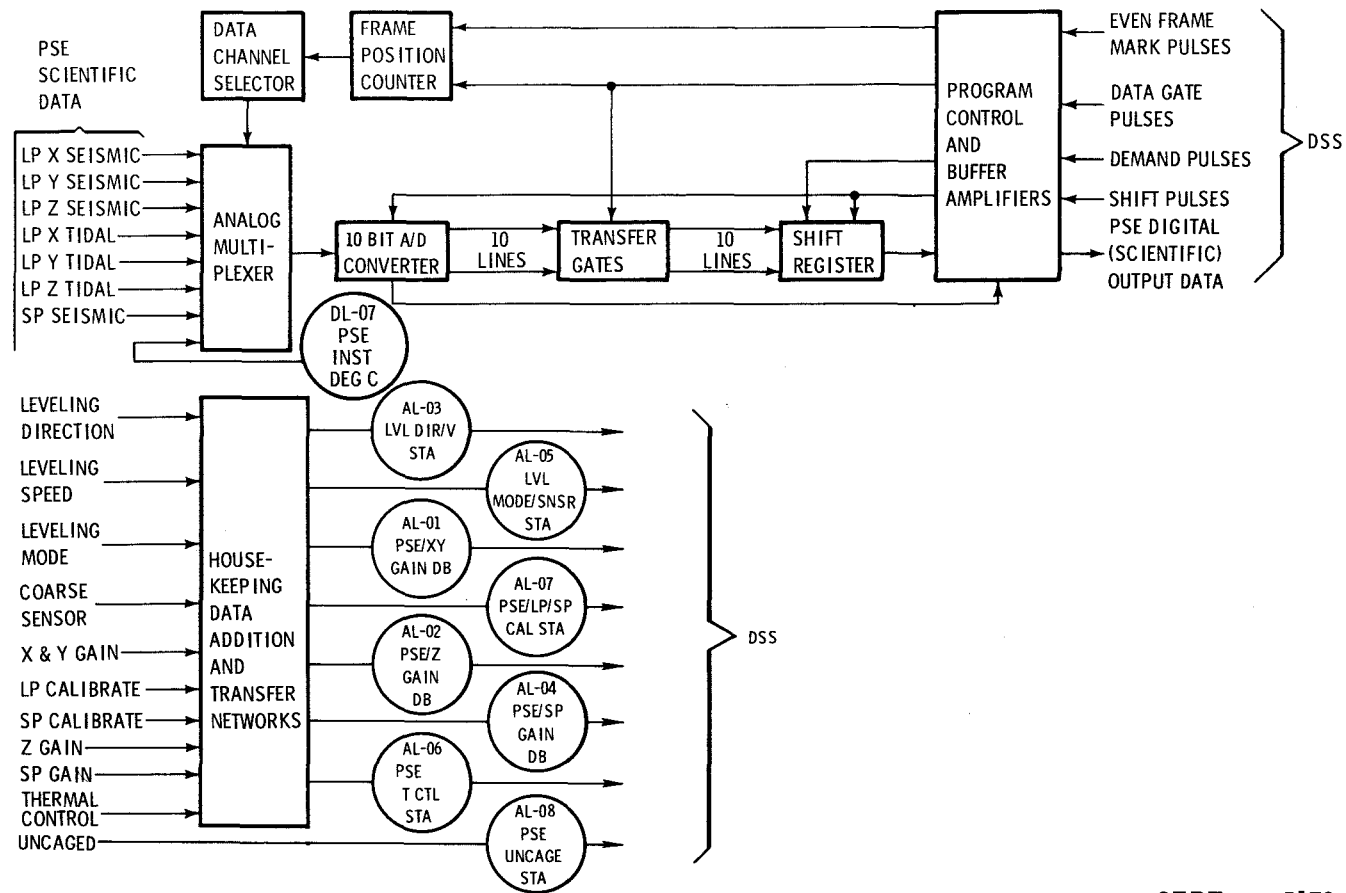 PSE
SCIENTIFIC
DATA
LP X SEISMIC
LP Y SEISMIC
LP Z SEISMIC
LP X TIDAL
LP Y TIDAL
LP Z TIDAL
SP SEISMIC
DATA
CHANNEL
SELECTOR
FRAME
POSITION
COUNTER
ANALOG
MULTI-
PLEXER
10 BIT A/D
CONVERTER
10
LINES
TRANSFER
GATES
10
LINES
SHIFT
REGISTER
PROGRAM
CONTROL
AND
BUFFER
AMPLIFIERS
EVEN FRAME
MARK PULSES
DATA GATE
PULSES
DEMAND PULSES
SHIFT PULSES
PSE DIGITAL
(SCIENTIFIC)
OUTPUT DATA
DSS
DL-07
PSE
INST
DEG C
LEVELING
DIRECTION
LEVELING
SPEED
LEVELING
MODE
COARSE
SENSOR
X & Y GAIN
LP CALIBRATE
SP CALIBRATE
Z GAIN
SP GAIN
THERMAL
CONTROL
UNCAGED
HOUSE-
KEEPING
DATA
ADDITION
AND
TRANSFER
NETWORKS
AL-03
LVL DIR/V
STA
AL-05
LVL
MODE/SNSR
STA
AL-01
PSE/XY
GAIN DB
AL-07
PSE/LP/SP
CAL STA
AL-02
PSE/Z
GAIN
DB
AL-04
PSE/SP
GAIN
DB
AL-06
PSE
T CTL
STA
AL-08
PSE
UNCAGE
STA
DSS